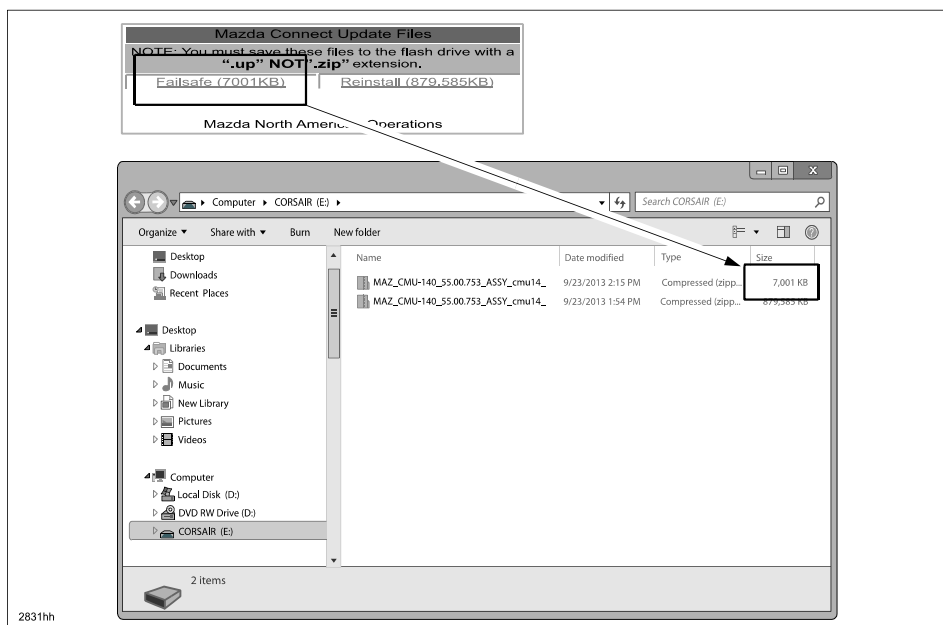 Mazda Connect Update Files
NOTE: You must save these files to the flash drive with a
“.up” NOT”.zip” extension.
Failsafe (7001KB) Reinstall (879.585KB)
Mazda North American Operations
Computer CORSAIR (E:) Search CORSAIR (E:)
Organize Share with Burn New folder
Desktop
Downloads
Recent Places
Desktop
Libraries
Documents
Music
New Library
Pictures
Videos
Computer
Local Disk (D:)
DVD RW Drive (D:)
CORSAIR (E:)
Name Date modified Type Size
MAZ_CMU-140_55.00.753_ASSY_cmu14_ 9/23/2013 2:15 PM Compressed (zipp... 7,001 KB
MAZ_CMU-140_55.00.753_ASSY_cmu14_ 9/23/2013 1:54 PM Compressed (zipp... 879,585 KB
2 items
2831hh